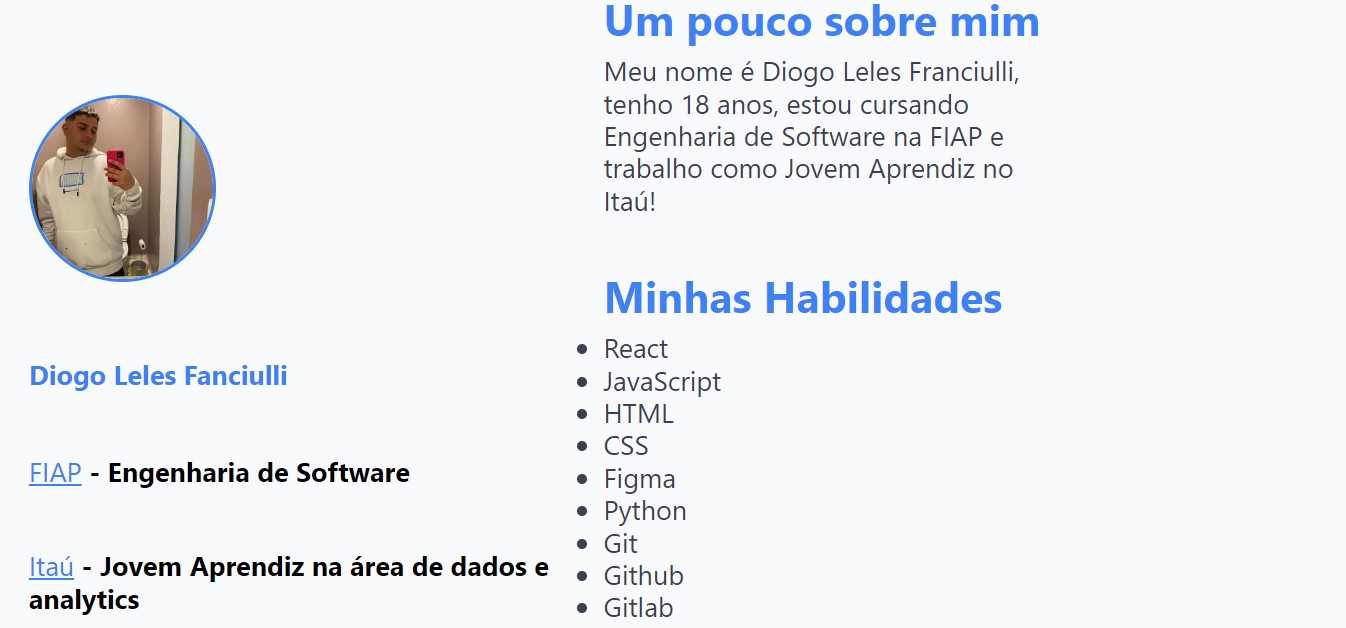 Um pouco sobre mim
Meu nome é Diogo Leles Franciulli,
tenho 18 anos, estou cursando
Engenharia de Software na FIAP e
trabalho como Jovem Aprendiz no
Itaú!
Diogo Leles Fanciulli
FIAP - Engenharia de Software
Itaú - Jovem Aprendiz na área de dados e
analytics
Minhas Habilidades
React
JavaScript
HTML
CSS
Figma
Python
Git
Github
Gitlab